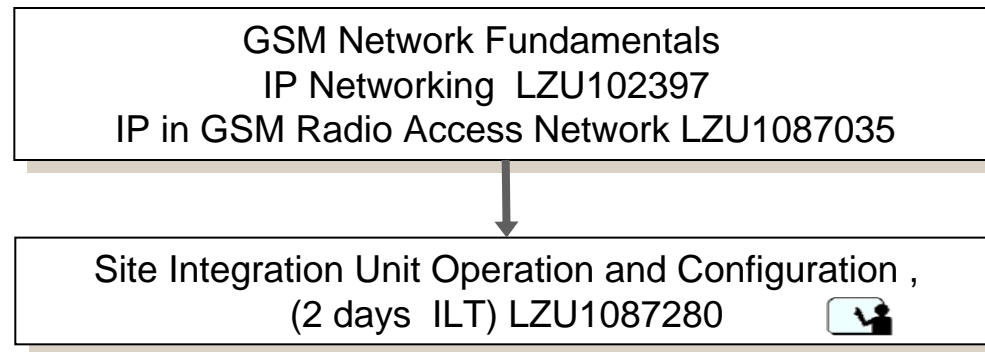 GSM Network Fundamentals
IP Networking LZU102397
IP in GSM Radio Access Network LZU1087035
Site Integration Unit Operation and Configuration ,
(2 days ILT) LZU1087280